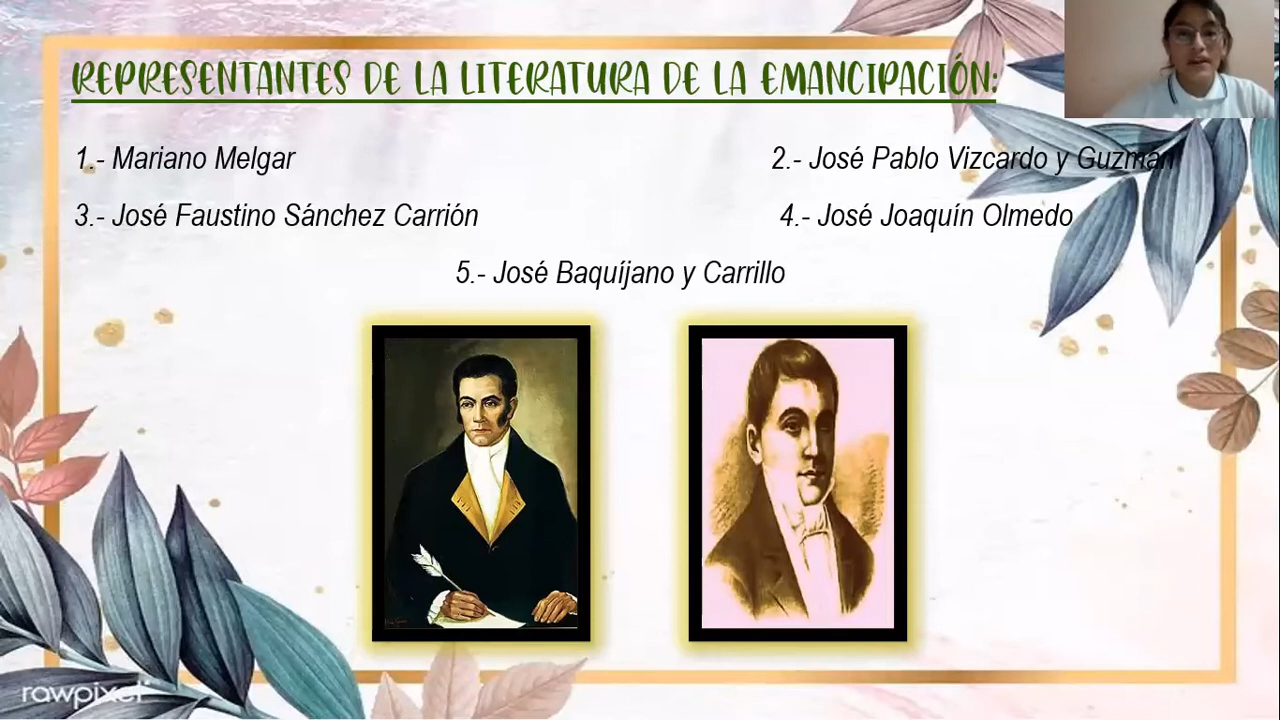 REPRESENTANTES DE LA LITERATURA DE LA EMANCIPACIÓN:
1.- Mariano Melgar
2.- José Pablo Vizcardo y Guzmán
3.- José Faustino Sánchez Carrión
4.- José Joaquín Olmedo
5.- José Baquíjano y Carrillo
rawpixel